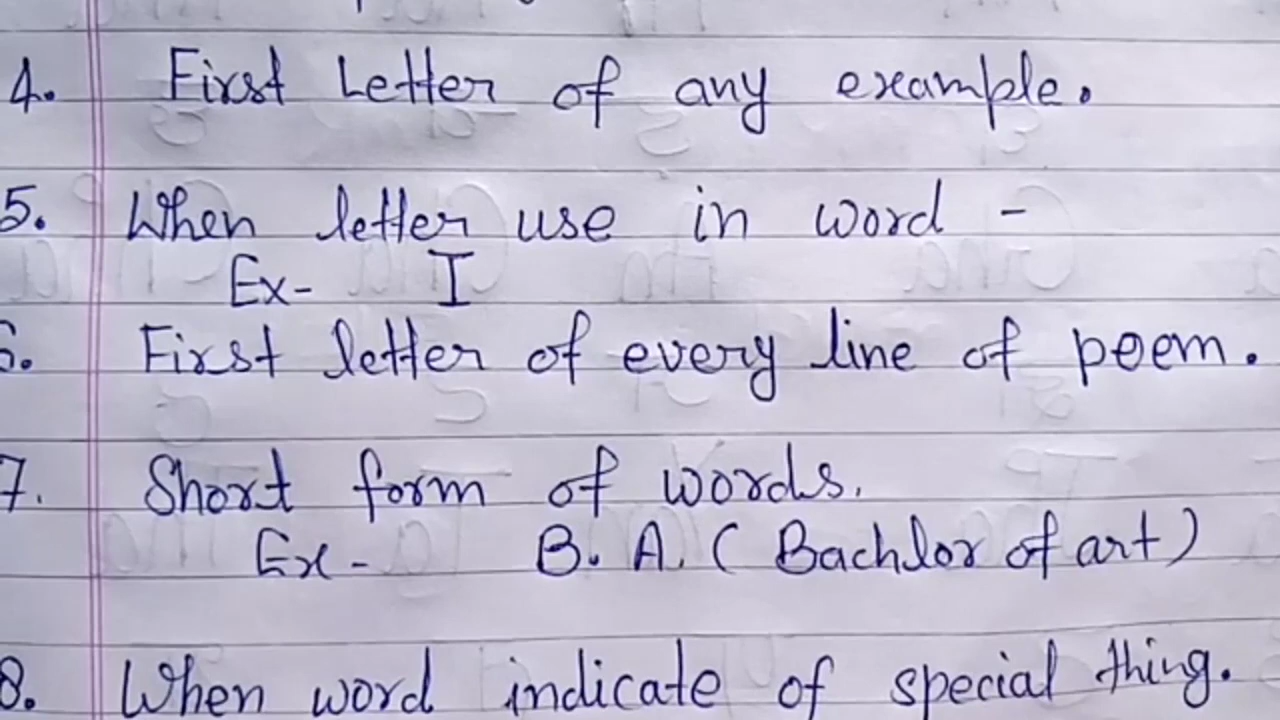 4. First Letter of any example.
5. When letter use in word -
Ex- I
6. First letter of every line of poem.
7. Short form of words.
Ex- B. A. ( Bachlor of art )
8. When word indicate of special thing.